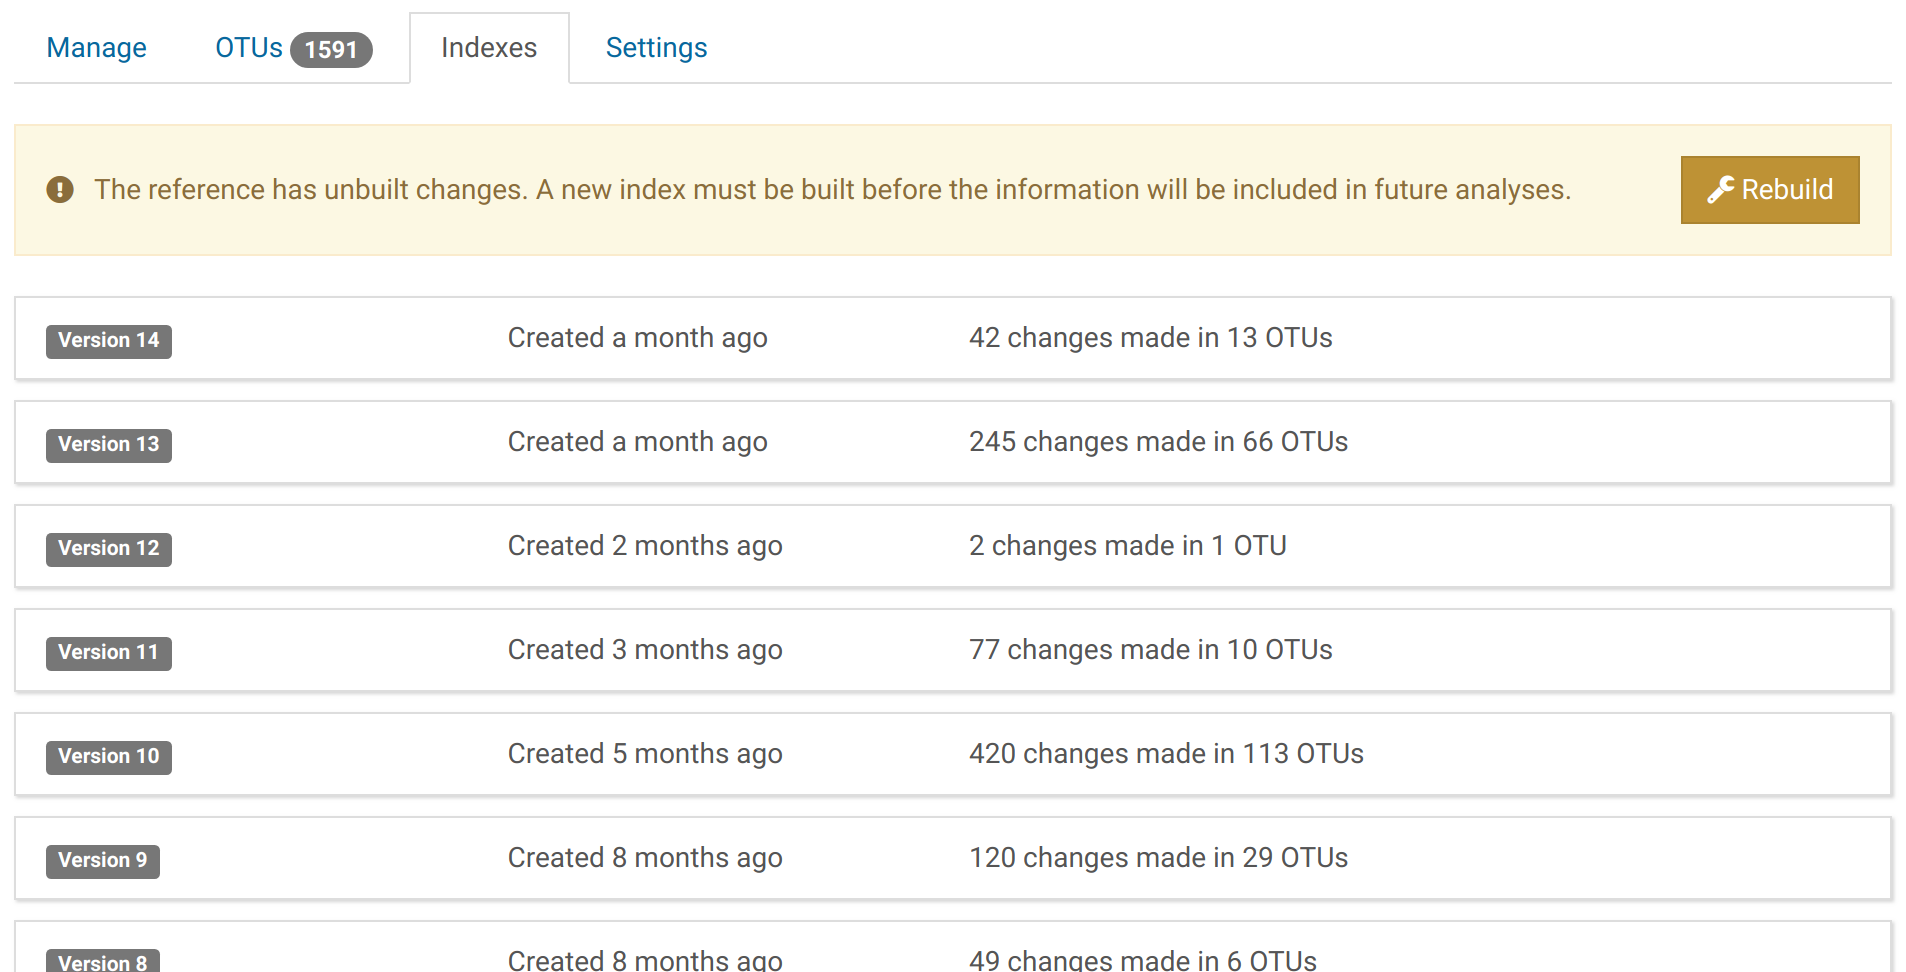 Manage OTUs 1591 Indexes Settings
The reference has unbuilt changes. A new index must be built before the information will be included in future analyses. Rebuild
Version 14 Created a month ago 42 changes made in 13 OTUs
Version 13 Created a month ago 245 changes made in 66 OTUs
Version 12 Created 2 months ago 2 changes made in 1 OTU
Version 11 Created 3 months ago 77 changes made in 10 OTUs
Version 10 Created 5 months ago 420 changes made in 113 OTUs
Version 9 Created 8 months ago 120 changes made in 29 OTUs
Version 8 Created 8 months ago 49 changes made in 6 OTUs